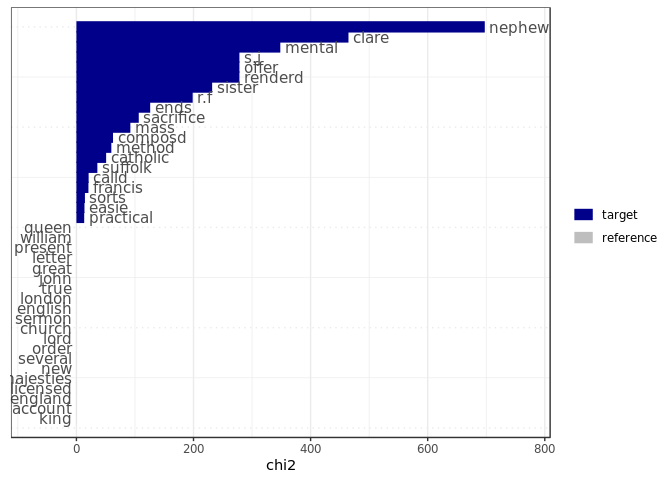 nephew
clare
mental
s.j
offer
renderd
sister
r.f
ends
sacrifice
mass
composd
method
catholic
suffolk
calld
francis
sorts
easie
practical
queen
william
present
letter
great
john
true
london
english
sermon
church
lord
order
several
new
majesties
licensed
england
account
king
0 200 400 600 800
chi2
target
reference